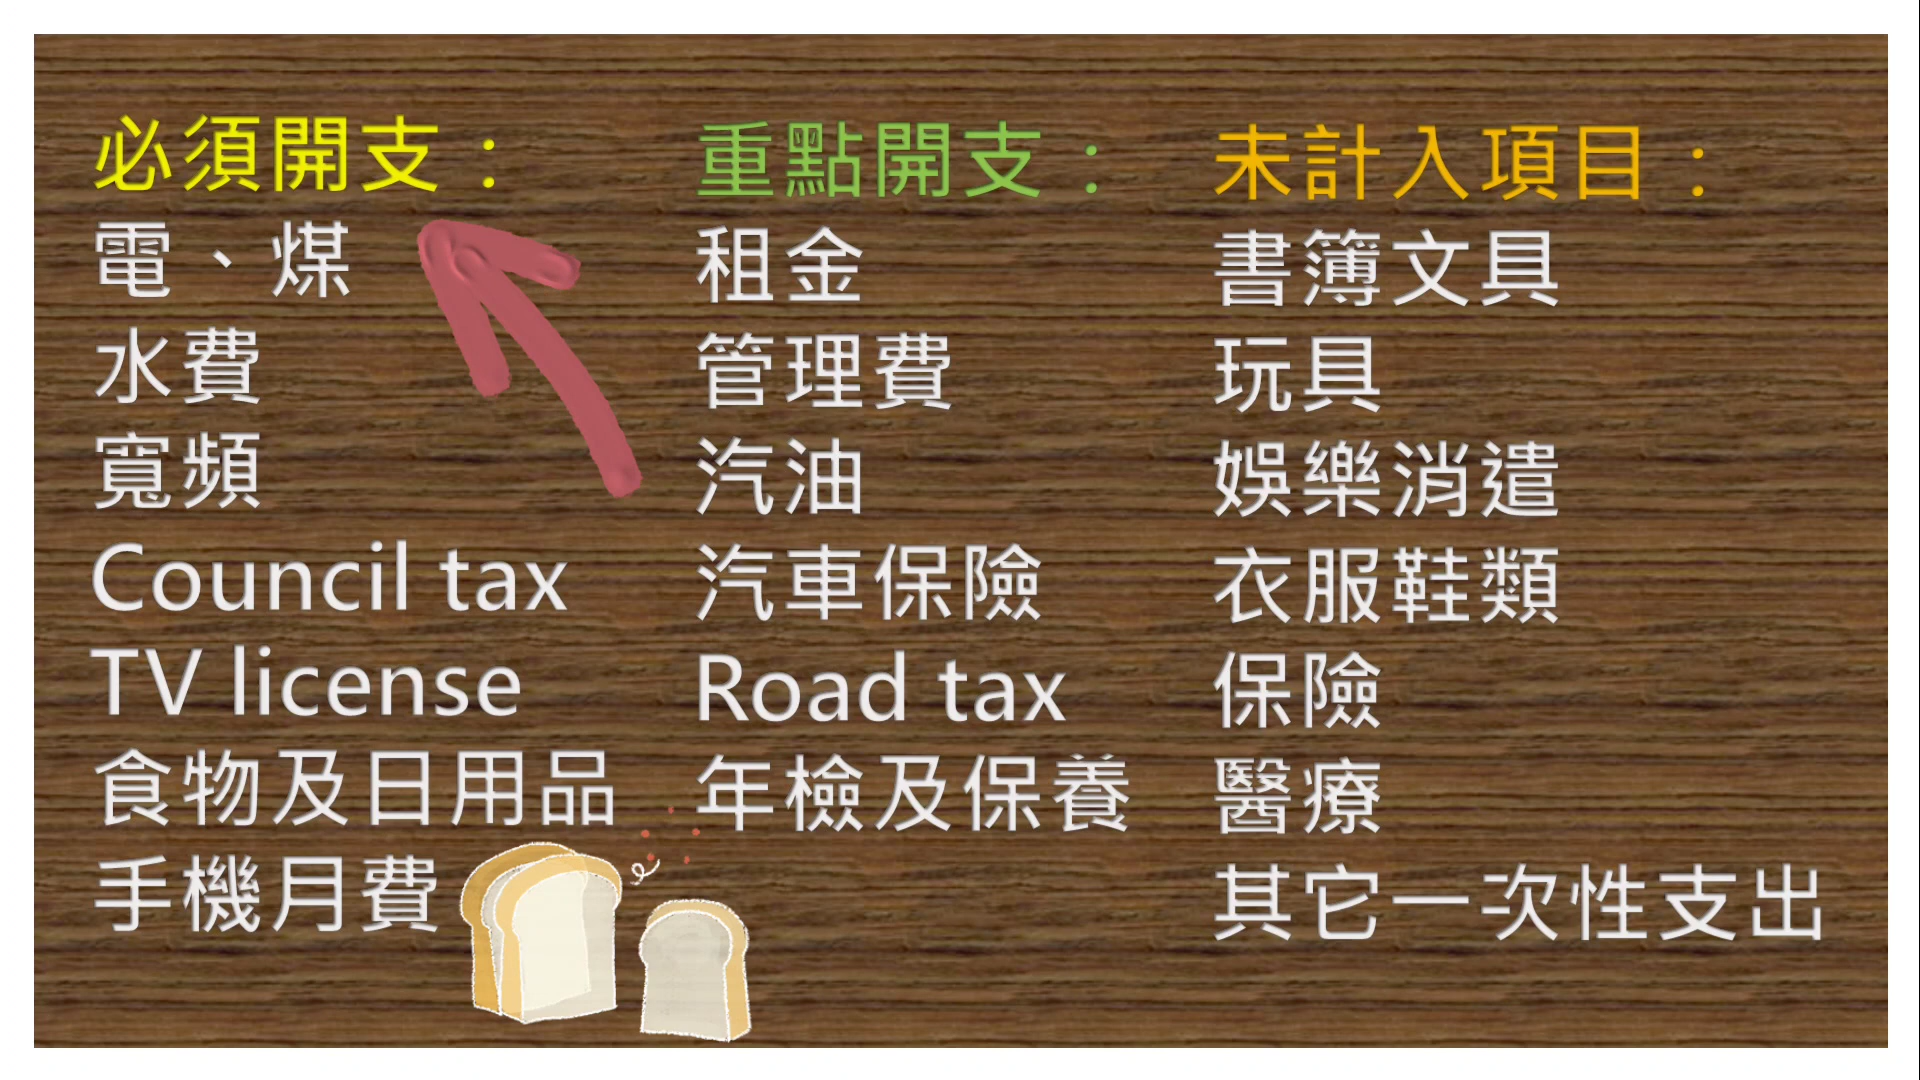 必須開支：
電、煤
水費
寬頻
Council tax
TV license
食物及日用品
手機月費
重點開支：
租金
管理費
汽油
汽車保險
Road tax
年檢及保養
未計入項目：
書簿文具
玩具
娛樂消遣
衣服鞋類
保險
醫療
其它一次性支出